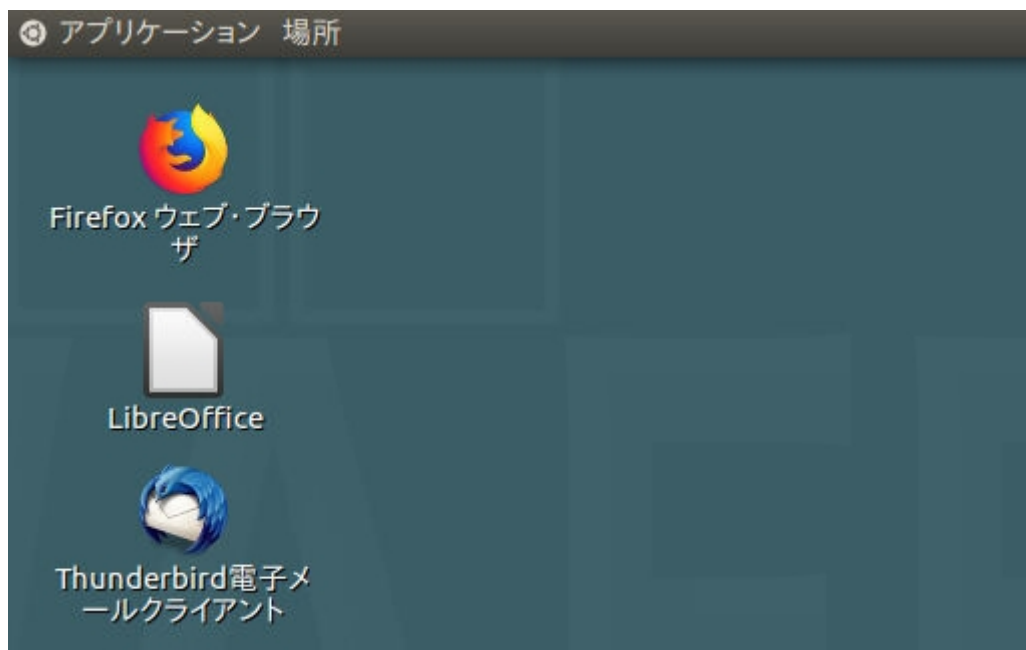 アプリケーション 場所
Firefox ウェブ・ブラウ
ザ
LibreOffice
Thunderbird電子メ
ールクライアント